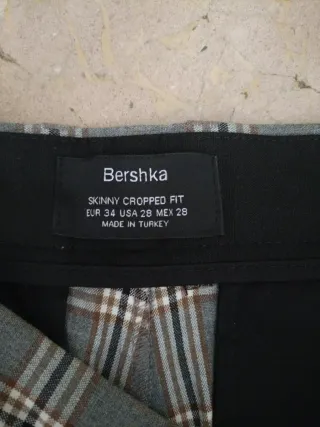 Bershka
SKINNY CROPPED FIT
EUR 34 USA 28 MEX 28
MADE IN TURKEY